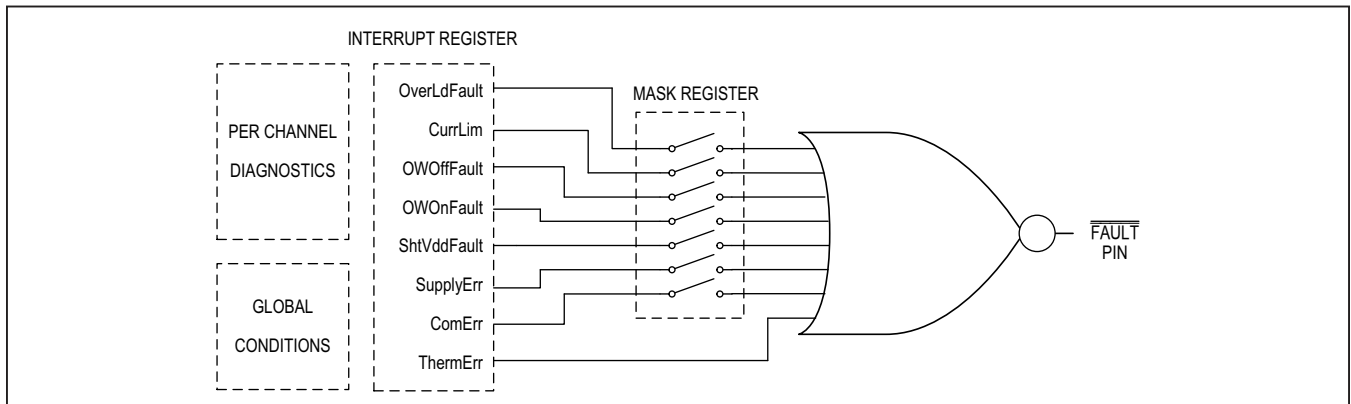 INTERRUPT REGISTER
PER CHANNEL
DIAGNOSTICS
GLOBAL
CONDITIONS
OverLdFault
CurrLim
OWOffFault
OWOnFault
ShtVddFault
SupplyErr
ComErr
ThermErr
MASK REGISTER
FAULT
PIN